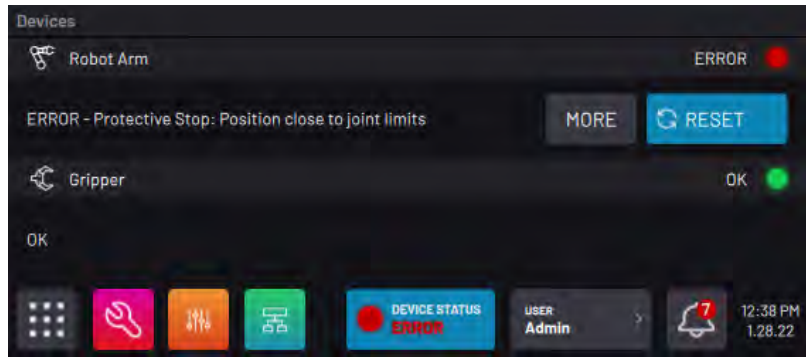 Devices
Robot Arm ERROR
ERROR - Protective Stop: Position close to joint limits MORE RESET
Gripper OK
OK
DEVICE STATUS
ERROR
USER
Admin
7
12:38 PM
1.28.22